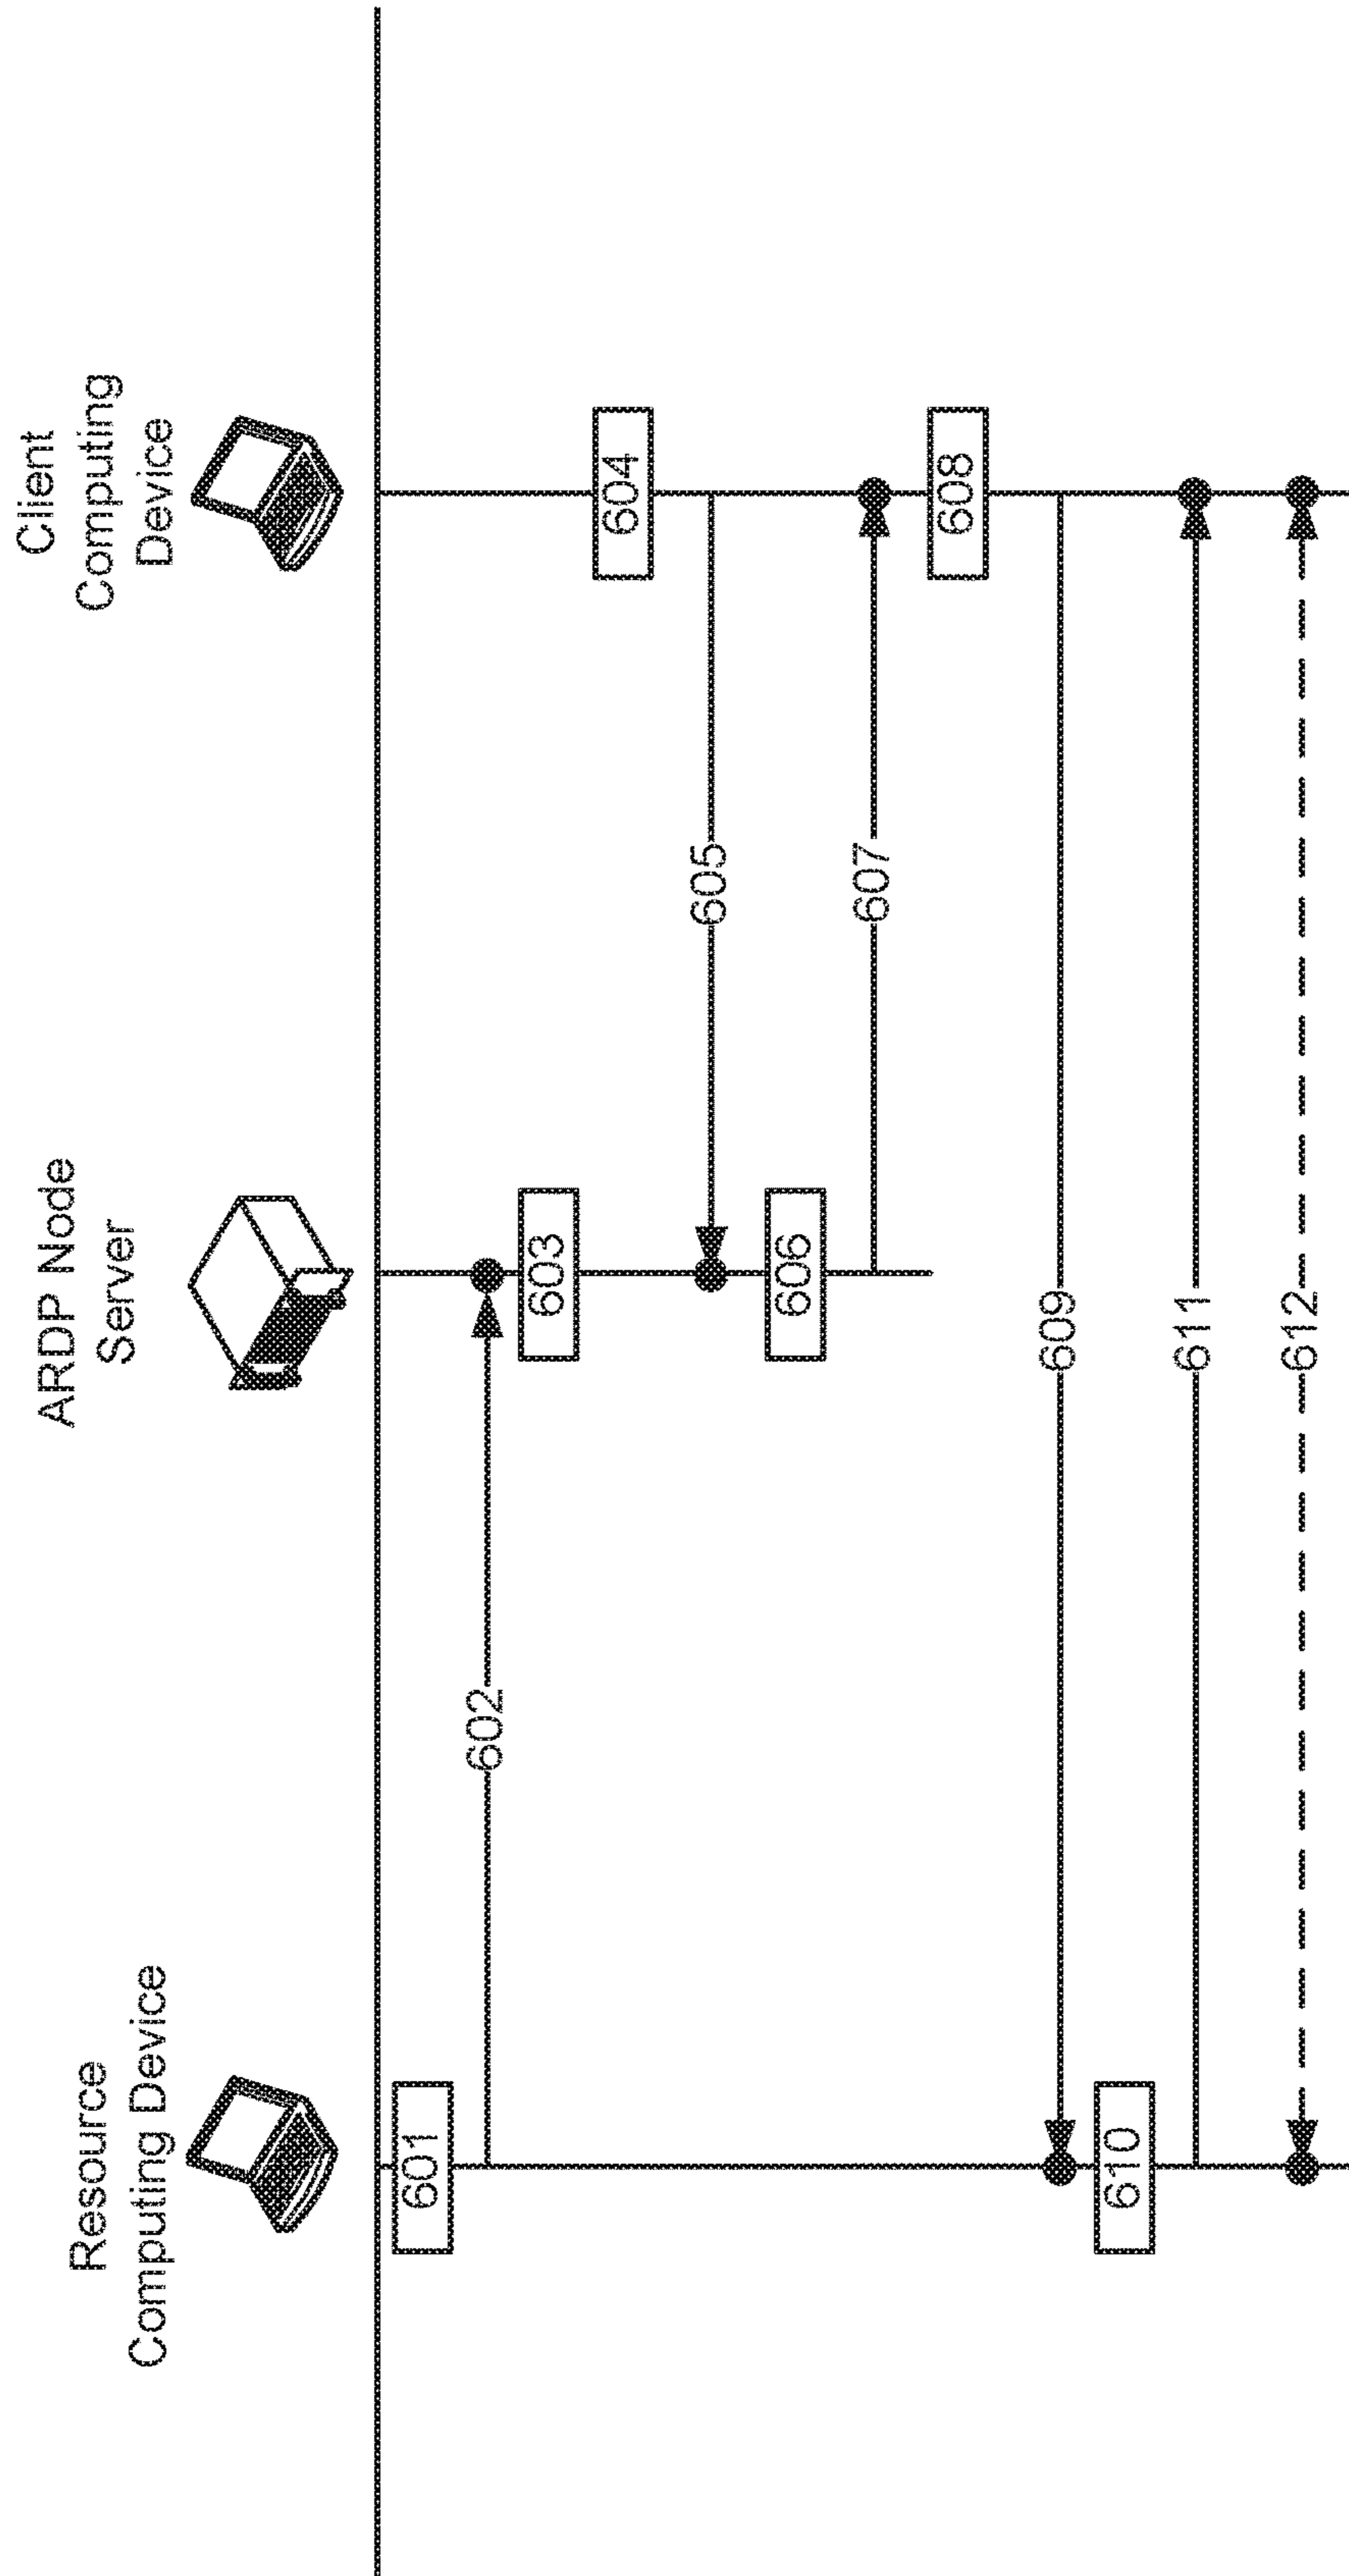 Resource
Computing Device
ARDP Node
Server
Client
Computing
Device
601
602
603
604
605
606
607
608
609
610
611
612